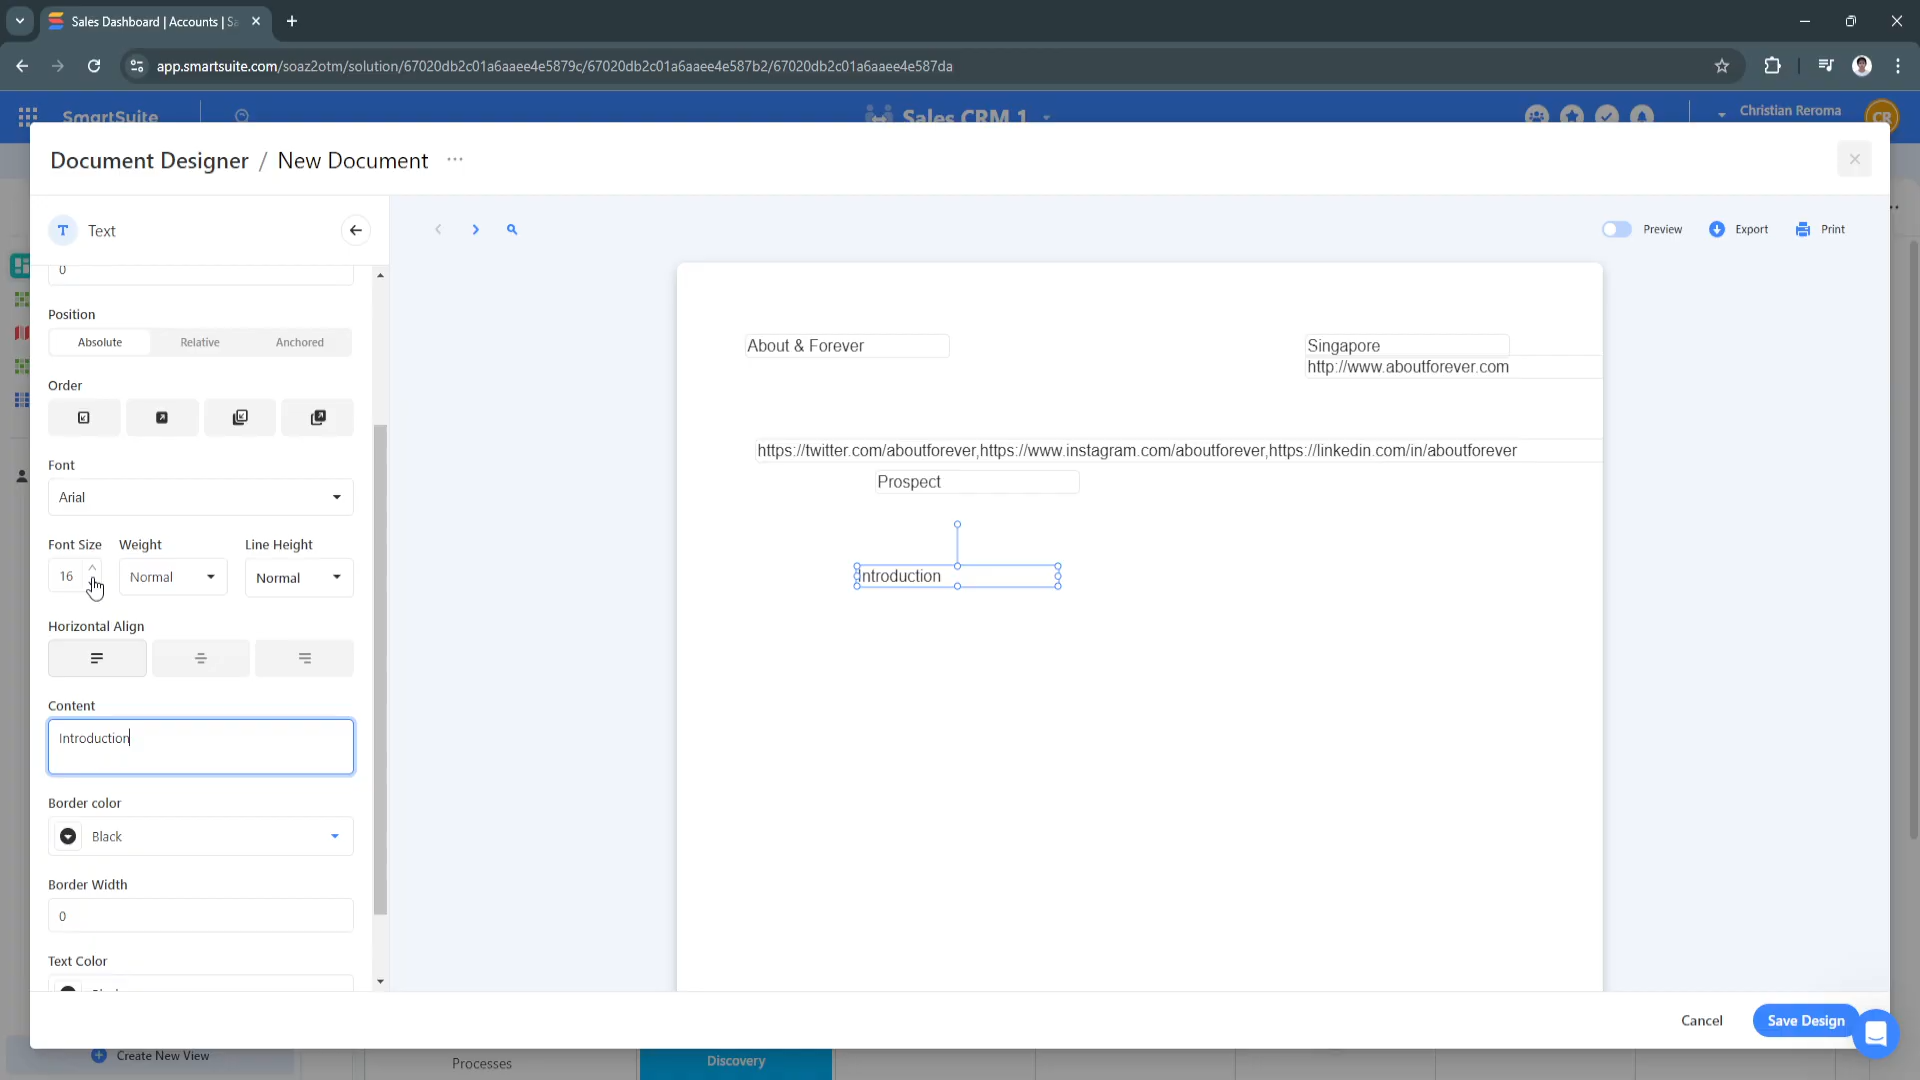 Sales Dashboard | Accounts | Sa
app.smartsuite.com/soaz2otm/solution/67020db2c01a6aaee4e5879c/67020db2c01a6aaee4e587b2/67020db2c01a6aaee4e587da
SmartSuite
Sales CRM 1
Christian Reroma
CR
Document Designer / New Document
Text
Preview
Export
Print
0
Position
Absolute
Relative
Anchored
Order
Font
Arial
Font Size
Weight
Line Height
16
Normal
Normal
Horizontal Align
Content
Introduction
Border color
Black
Border Width
0
Text Color
About & Forever
Singapore
http://www.aboutforever.com
https://twitter.com/aboutforever,https://www.instagram.com/aboutforever,https://linkedin.com/in/aboutforever
Prospect
Introduction
Cancel
Save Design
Create New View
Processes
Discovery